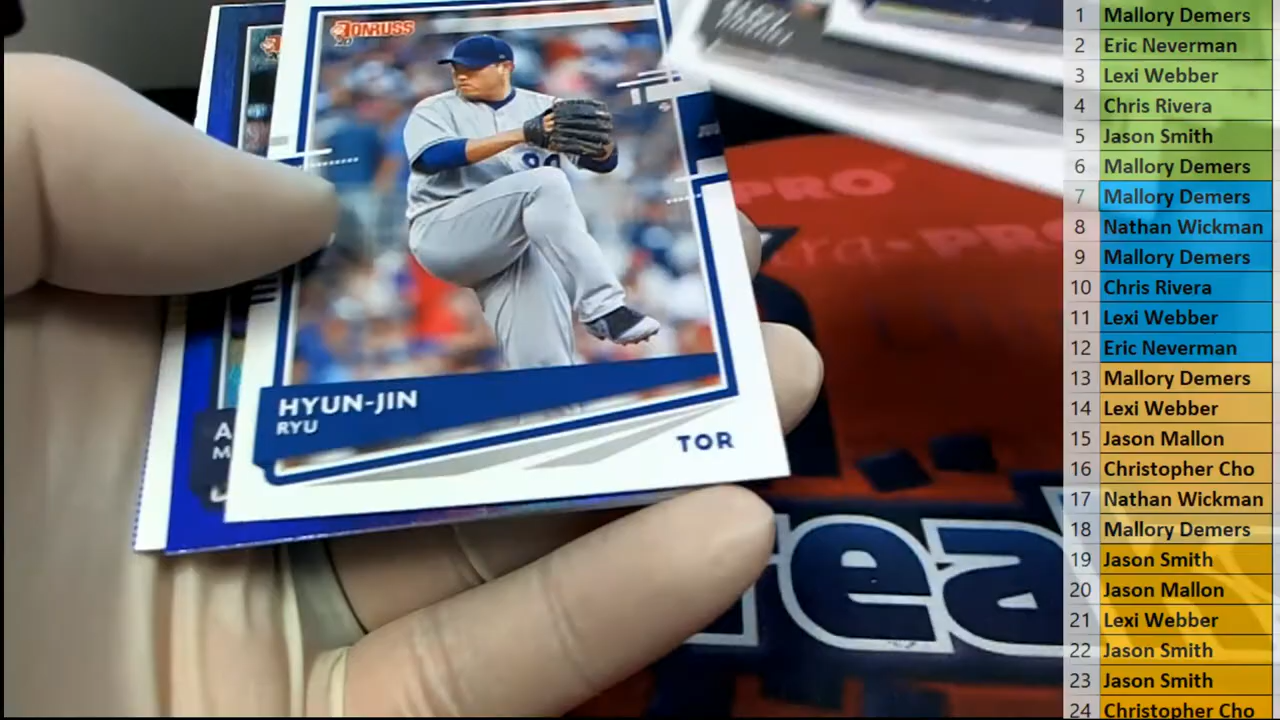 DONRUSS
HYUN-JIN
RYU
TOR
PRO
PRO
rea
1 Mallory Demers
2 Eric Neverman
3 Lexi Webber
4 Chris Rivera
5 Jason Smith
6 Mallory Demers
7 Mallory Demers
8 Nathan Wickman
9 Mallory Demers
10 Chris Rivera
11 Lexi Webber
12 Eric Neverman
13 Mallory Demers
14 Lexi Webber
15 Jason Mallon
16 Christopher Cho
17 Nathan Wickman
18 Mallory Demers
19 Jason Smith
20 Jason Mallon
21 Lexi Webber
22 Jason Smith
23 Jason Smith
24 Christopher Cho